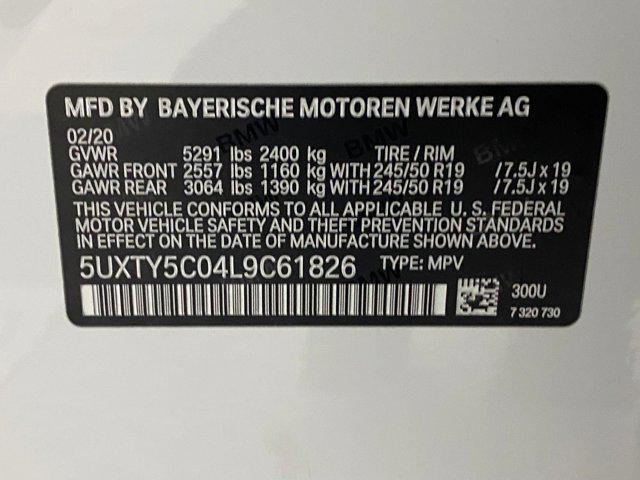 MFD BY BAYERISCHE MOTOREN WERKE AG
02/20
GVWR 5291 lbs 2400 kg TIRE / RIM
GAWR FRONT 2557 lbs 1160 kg WITH 245/50 R19 / 7.5J x 19
GAWR REAR 3064 lbs 1390 kg WITH 245/50 R19 / 7.5J x 19
THIS VEHICLE CONFORMS TO ALL APPLICABLE U. S. FEDERAL
MOTOR VEHICLE SAFETY AND THEFT PREVENTION STANDARDS
IN EFFECT ON THE DATE OF MANUFACTURE SHOWN ABOVE.
5UXTY5C04L9C61826 TYPE: MPV
300U
7 320 730